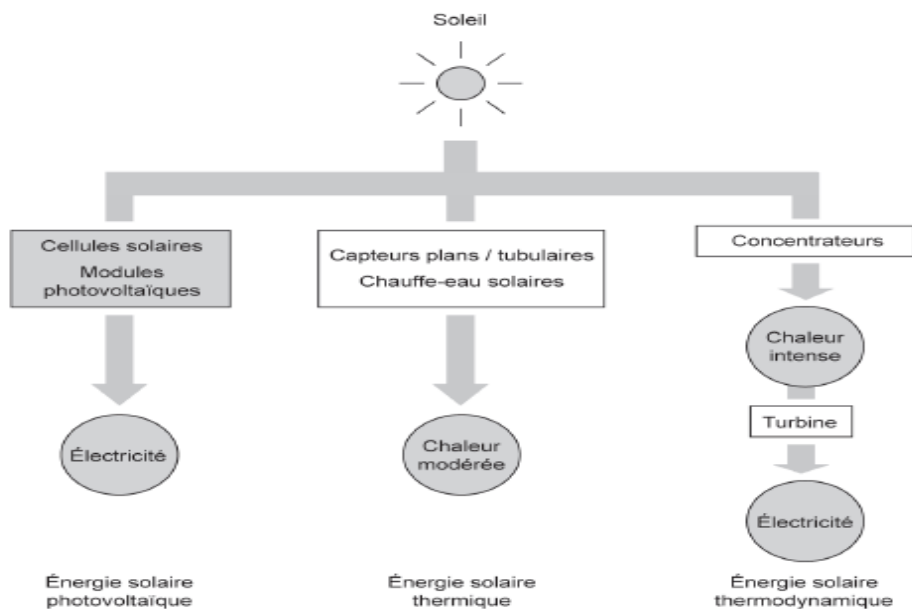 Soleil
Cellules solaires
Modules
photovoltaïques
Électricité
Énergie solaire
photovoltaïque
Capteurs plans / tubulaires
Chauffe-eau solaires
Chaleur
modérée
Énergie solaire
thermique
Concentrateurs
Chaleur
intense
Turbine
Électricité
Énergie solaire
thermodynamique